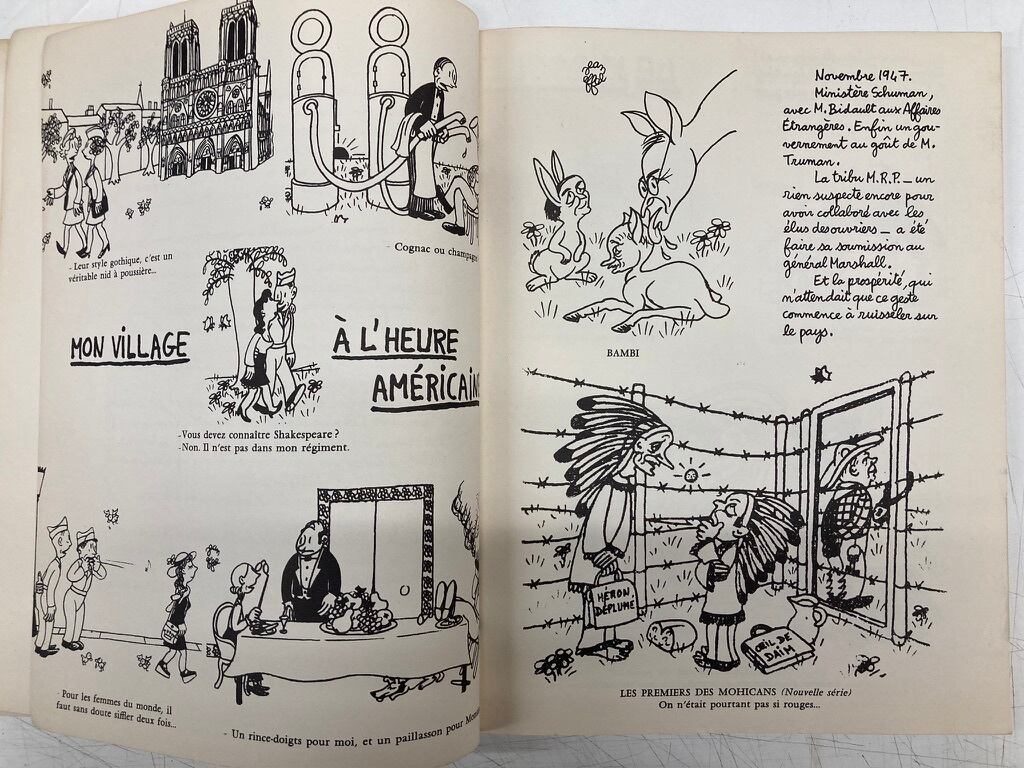 - Leur style gothique, c'est un
véritable nid à poussière...
- Cognac ou champagne
MON VILLAGE
À L'HEURE
AMÉRICAIN
- Vous devez connaître Shakespeare ?
- Non. Il n'est pas dans mon régiment.
- Pour les femmes du monde, il
faut sans doute siffler deux fois...
- Un rince-doigts pour moi, et un paillasson pour
jean
effel
Novembre 1947.
Ministère Schuman,
avec M. Bidault aux Affaires
Étrangères. Enfin un gou-
vernement au goût de M.
Truman.
La tribu M.R.P. _ un
rien suspecte encore pour
avoir collaboré avec les
élus des ouvriers _ a été
faire sa soumission au
général Marshall.
Et la prospérité, qui
n'attendait que ce geste
commence à ruisseler sur
le pays.
BAMBI
HÉRON
DÉPLUMÉ
ŒIL DE
DAIM
LES PREMIERS DES MOHICANS (Nouvelle série)
On n'était pourtant pas si rouges...